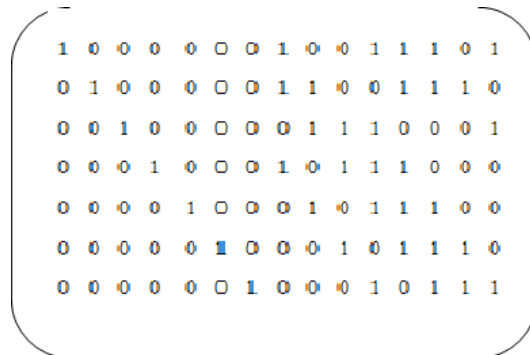 1 0 0 0 0 0 0 1 0 0 1 1 1 0 1
0 1 0 0 0 0 0 1 1 0 0 1 1 1 0
0 0 1 0 0 0 0 0 1 1 1 0 0 0 1
0 0 0 1 0 0 0 1 0 1 1 1 0 0 0
0 0 0 0 1 0 0 0 1 0 1 1 1 0 0
0 0 0 0 0 1 0 0 0 1 0 1 1 1 0
0 0 0 0 0 0 1 0 0 0 1 0 1 1 1